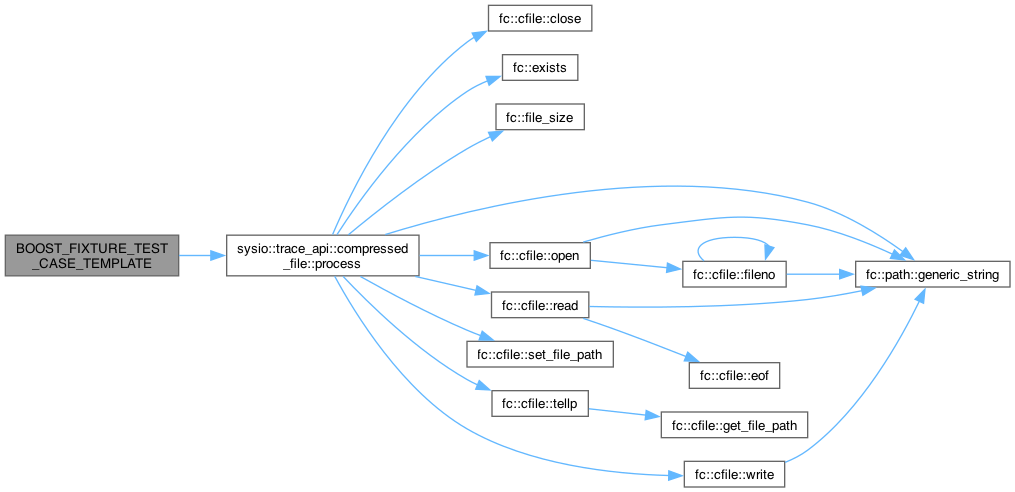 BOOST_FIXTURE_TEST
_CASE_TEMPLATE
sysio::trace_api::compressed
_file::process
fc::cfile::close
fc::exists
fc::file_size
fc::cfile::open
fc::cfile::fileno
fc::path::generic_string
fc::cfile::read
fc::cfile::set_file_path
fc::cfile::eof
fc::cfile::tellp
fc::cfile::get_file_path
fc::cfile::write